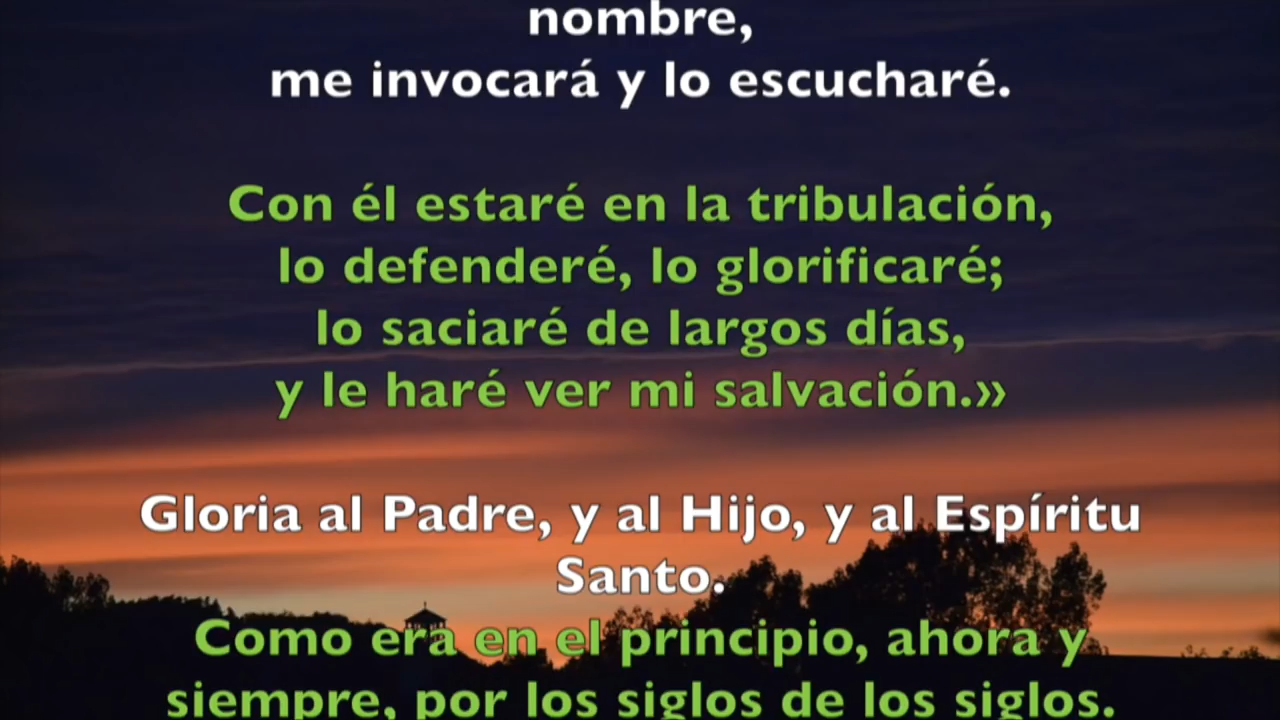 nombre,
me invocará y lo escucharé.
Con él estaré en la tribulación,
lo defenderé, lo glorificaré;
lo saciaré de largos días,
y le haré ver mi salvación.»
Gloria al Padre, y al Hijo, y al Espíritu
Santo.
Como era en el principio, ahora y
siempre, por los siglos de los siglos.